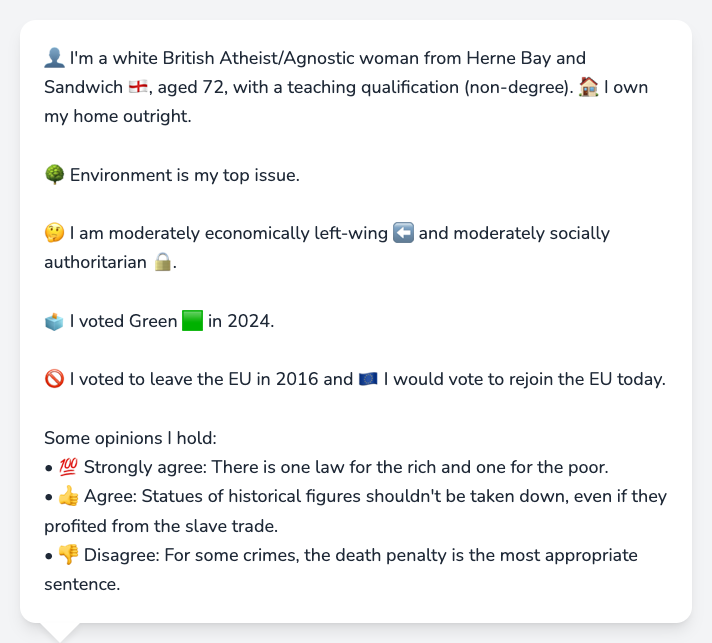 👤 I'm a white British Atheist/Agnostic woman from Herne Bay and
Sandwich 🏴󠁧󠁢󠁥󠁮󠁧󠁿, aged 72, with a teaching qualification (non-degree). 🏠 I own
my home outright.
🌳 Environment is my top issue.
🤔 I am moderately economically left-wing ⬅️ and moderately socially
authoritarian 🔒.
🗳️ I voted Green 🟩 in 2024.
🚫 I voted to leave the EU in 2016 and 🇪🇺 I would vote to rejoin the EU today.
Some opinions I hold:
• 💯 Strongly agree: There is one law for the rich and one for the poor.
• 👍 Agree: Statues of historical figures shouldn't be taken down, even if they
profited from the slave trade.
• 👎 Disagree: For some crimes, the death penalty is the most appropriate
sentence.